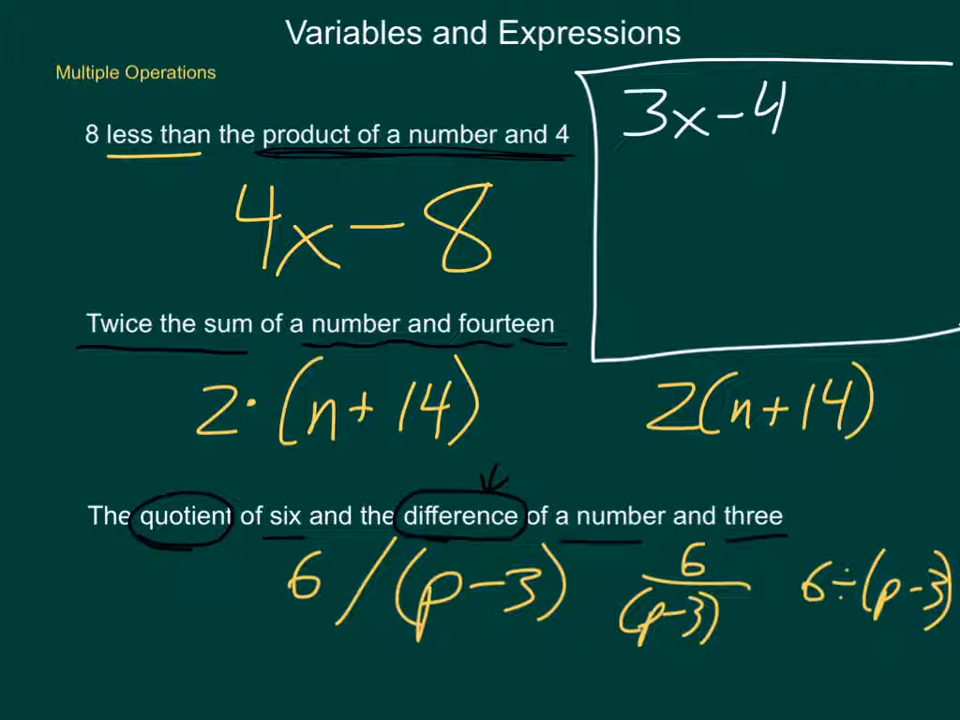 Variables and Expressions
Multiple Operations
3x-4
8 less than the product of a number and 4
4x-8
Twice the sum of a number and fourteen
2·(n+14) 2(n+14)
The quotient of six and the difference of a number and three
6/(p-3) 6/(p-3) 6÷(p-3)